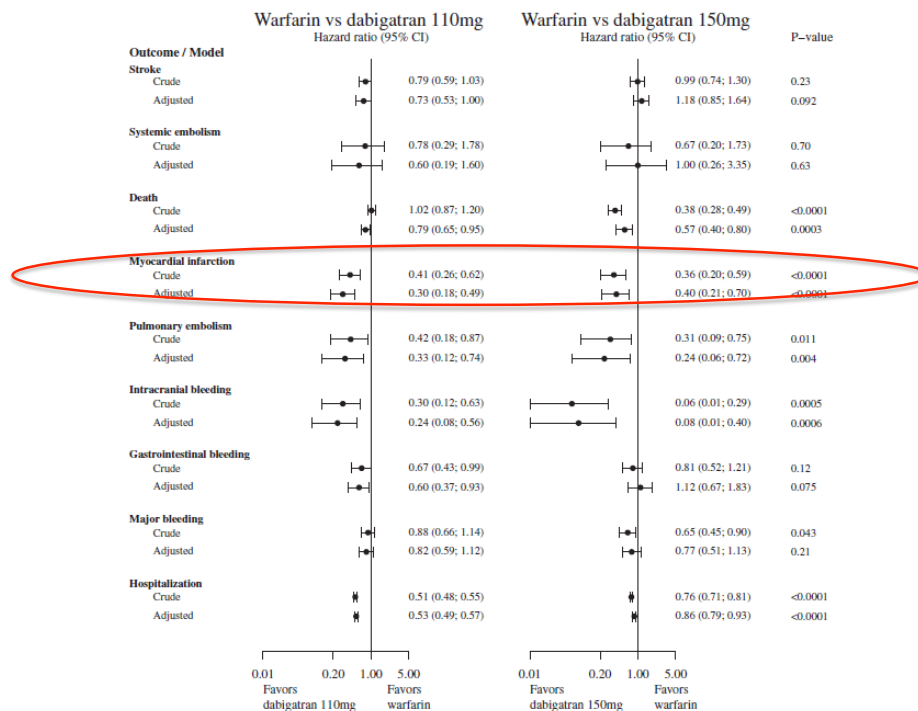 Warfarin vs dabigatran 110mg Warfarin vs dabigatran 150mg
Hazard ratio (95% CI) Hazard ratio (95% CI) P−value
Outcome / Model
Stroke
Crude 0.79 (0.59; 1.03) 0.99 (0.74; 1.30) 0.23
Adjusted 0.73 (0.53; 1.00) 1.18 (0.85; 1.64) 0.092
Systemic embolism
Crude 0.78 (0.29; 1.78) 0.67 (0.20; 1.73) 0.70
Adjusted 0.60 (0.19; 1.60) 1.00 (0.26; 3.35) 0.63
Death
Crude 1.02 (0.87; 1.20) 0.38 (0.28; 0.49) <0.0001
Adjusted 0.79 (0.65; 0.95) 0.57 (0.40; 0.80) 0.0003
Myocardial infarction
Crude 0.41 (0.26; 0.62) 0.36 (0.20; 0.59) <0.0001
Adjusted 0.30 (0.18; 0.49) 0.40 (0.21; 0.70) <0.0001
Pulmonary embolism
Crude 0.42 (0.18; 0.87) 0.31 (0.09; 0.75) 0.011
Adjusted 0.33 (0.12; 0.74) 0.24 (0.06; 0.72) 0.004
Intracranial bleeding
Crude 0.30 (0.12; 0.63) 0.06 (0.01; 0.29) 0.0005
Adjusted 0.24 (0.08; 0.56) 0.08 (0.01; 0.40) 0.0006
Gastrointestinal bleeding
Crude 0.67 (0.43; 0.99) 0.81 (0.52; 1.21) 0.12
Adjusted 0.60 (0.37; 0.93) 1.12 (0.67; 1.83) 0.075
Major bleeding
Crude 0.88 (0.66; 1.14) 0.65 (0.45; 0.90) 0.043
Adjusted 0.82 (0.59; 1.12) 0.77 (0.51; 1.13) 0.21
Hospitalization
Crude 0.51 (0.48; 0.55) 0.76 (0.71; 0.81) <0.0001
Adjusted 0.53 (0.49; 0.57) 0.86 (0.79; 0.93) <0.0001
0.01 0.20 1.00 5.00 0.01 0.20 1.00 5.00
Favors Favors Favors Favors
dabigatran 110mg warfarin dabigatran 150mg warfarin